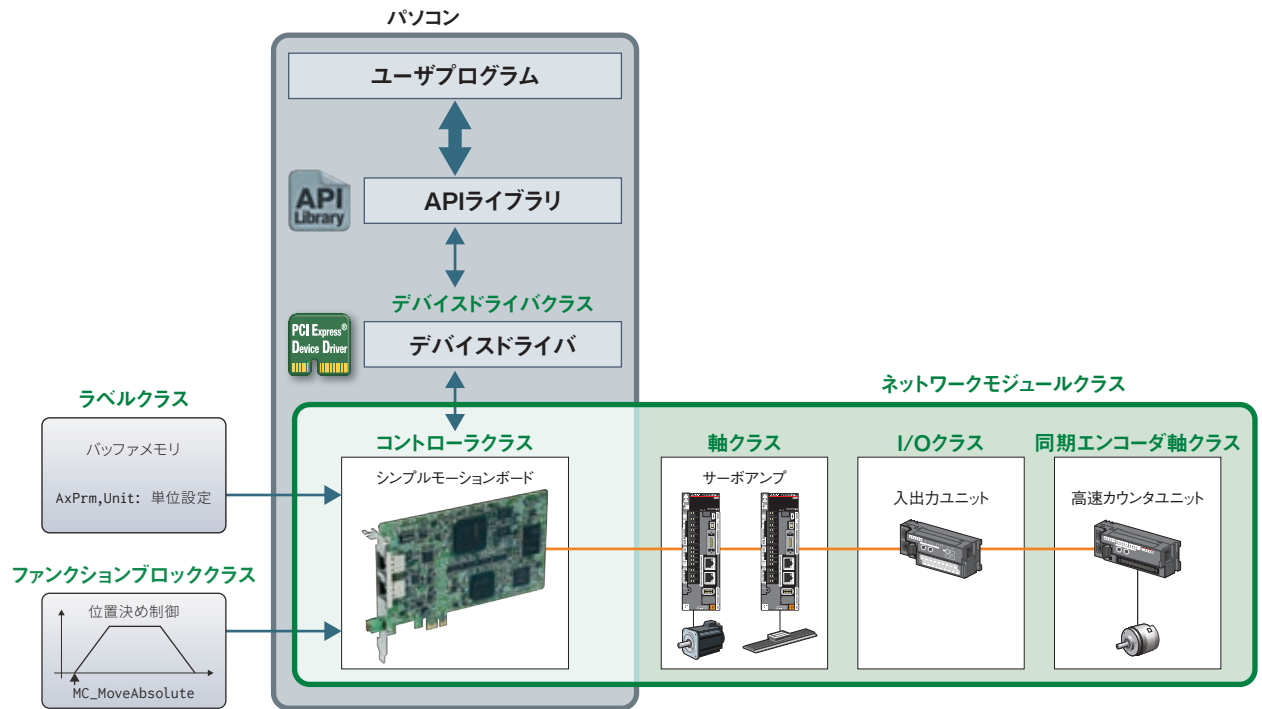 パソコン
ユーザプログラム
API
Library
APIライブラリ
デバイスドライバクラス
PCI Express®
Device Driver
デバイスドライバ
ネットワークモジュールクラス
ラベルクラス
バッファメモリ
AxPrm,Unit: 単位設定
コントローラクラス
シンプルモーションボード
軸クラス
サーボアンプ
I/Oクラス
入出力ユニット
同期エンコーダ軸クラス
高速カウンタユニット
ファンクションブロッククラス
位置決め制御
MC_MoveAbsolute